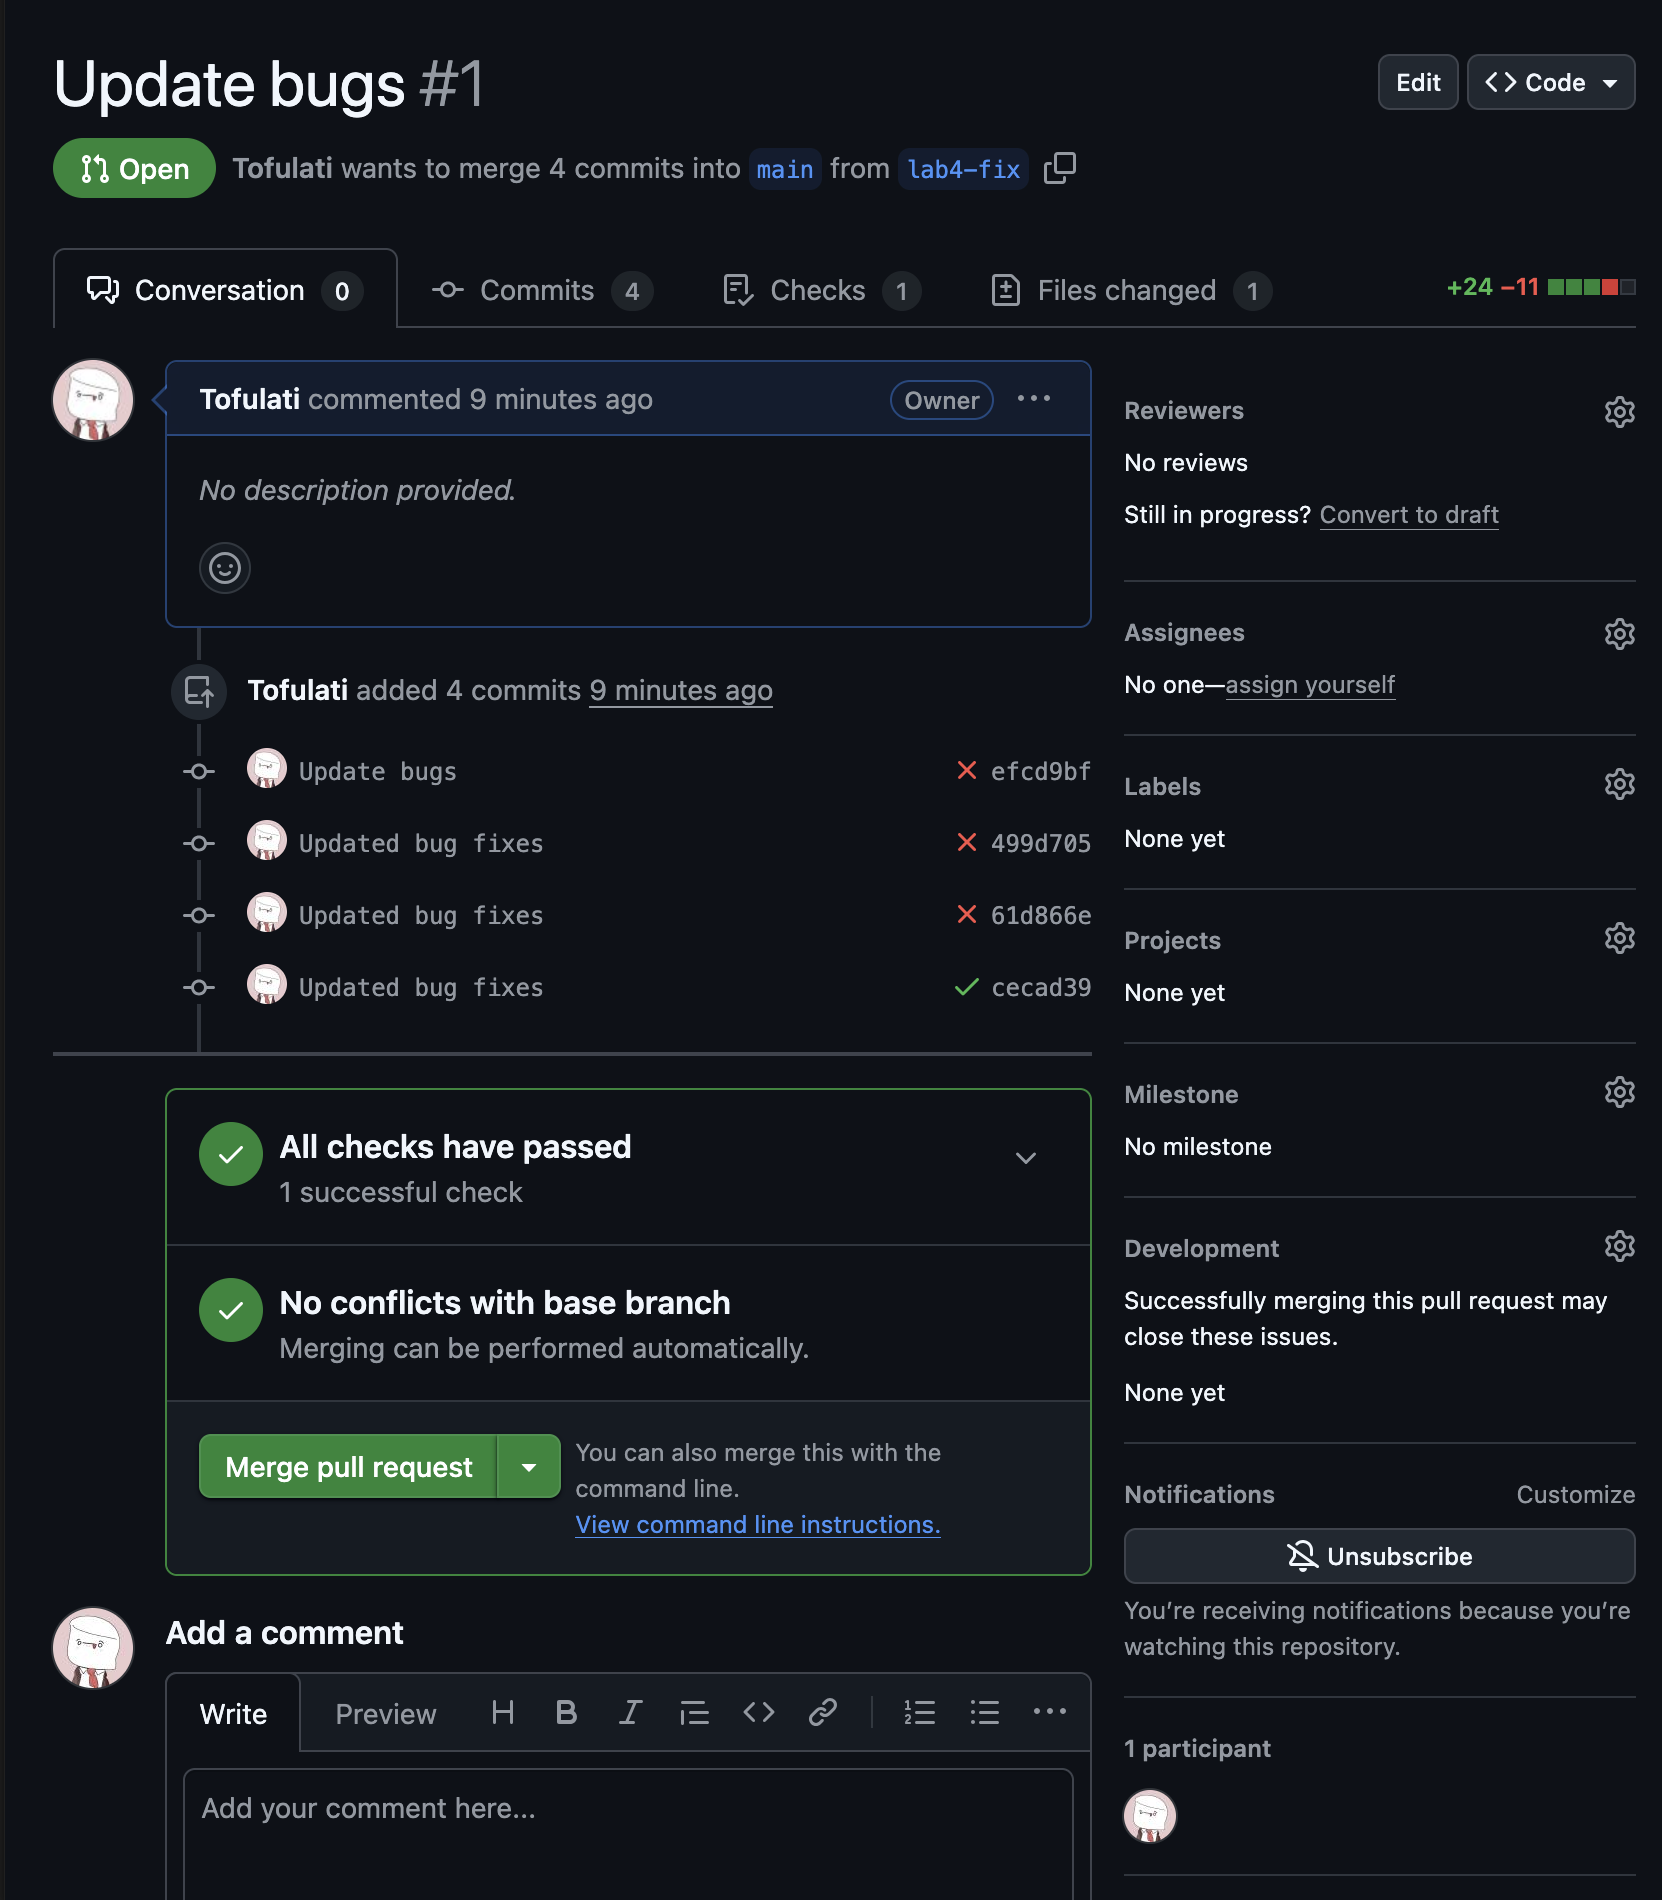 Update bugs #1
Edit
Code
Open
Tofulati wants to merge 4 commits into main from lab4-fix
Conversation 0
Commits 4
Checks 1
Files changed 1
+24 −11
Tofulati commented 9 minutes ago
Owner
No description provided.
Tofulati added 4 commits 9 minutes ago
Update bugs efcd9bf
Updated bug fixes 499d705
Updated bug fixes 61d866e
Updated bug fixes cecad39
All checks have passed
1 successful check
No conflicts with base branch
Merging can be performed automatically.
Merge pull request
You can also merge this with the
command line.
View command line instructions.
Add a comment
Write
Preview
Add your comment here...
Reviewers
No reviews
Still in progress? Convert to draft
Assignees
No one—assign yourself
Labels
None yet
Projects
None yet
Milestone
No milestone
Development
Successfully merging this pull request may
close these issues.
None yet
Notifications
Customize
Unsubscribe
You’re receiving notifications because you’re
watching this repository.
1 participant